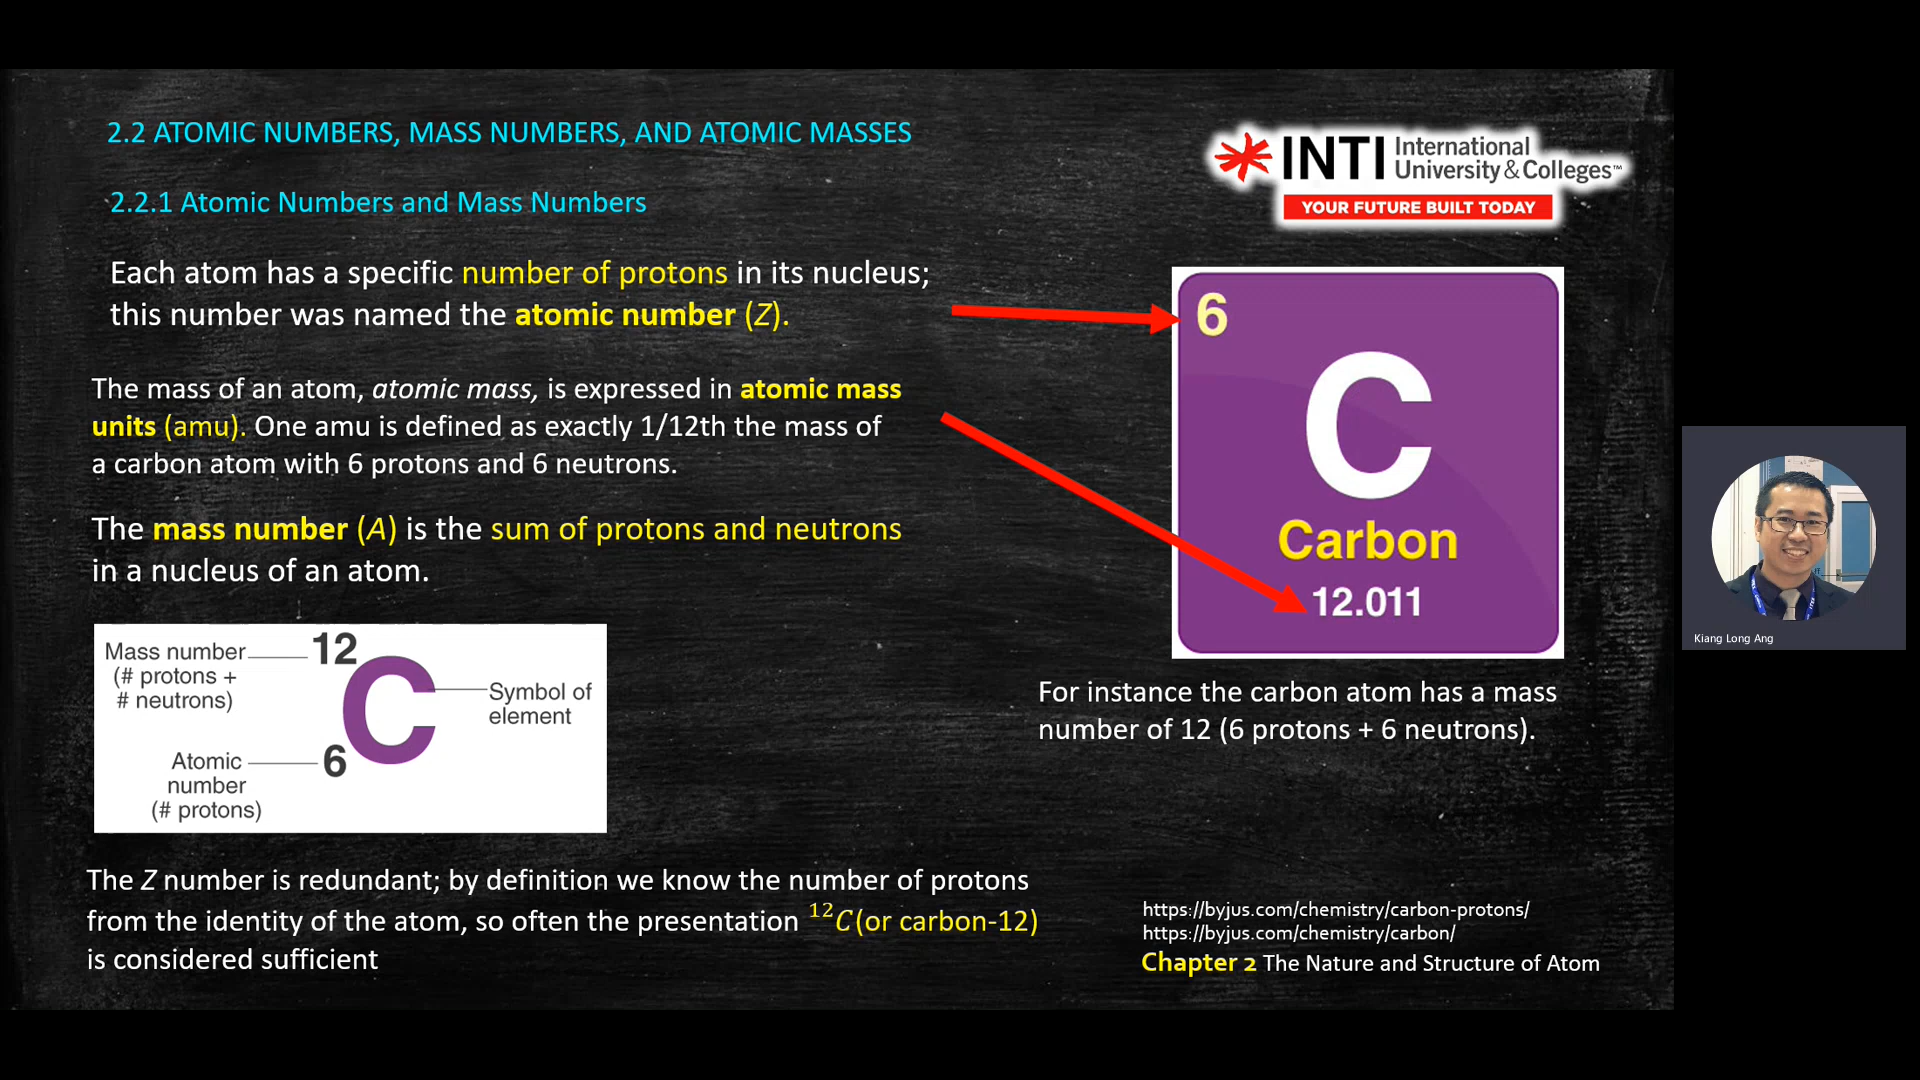 2.2 ATOMIC NUMBERS, MASS NUMBERS, AND ATOMIC MASSES
2.2.1 Atomic Numbers and Mass Numbers
INTI International
University & Colleges™
YOUR FUTURE BUILT TODAY
Each atom has a specific number of protons in its nucleus;
this number was named the atomic number (Z).
The mass of an atom, atomic mass, is expressed in atomic mass
units (amu). One amu is defined as exactly 1/12th the mass of
a carbon atom with 6 protons and 6 neutrons.
The mass number (A) is the sum of protons and neutrons
in a nucleus of an atom.
6
C
Carbon
12.011
Kiang Long Ang
Mass number
(# protons +
# neutrons)
12
C
6
Symbol of
element
Atomic
number
(# protons)
For instance the carbon atom has a mass
number of 12 (6 protons + 6 neutrons).
The Z number is redundant; by definition we know the number of protons
from the identity of the atom, so often the presentation ¹²C (or carbon-12)
is considered sufficient
https://byjus.com/chemistry/carbon-protons/
https://byjus.com/chemistry/carbon/
Chapter 2 The Nature and Structure of Atom